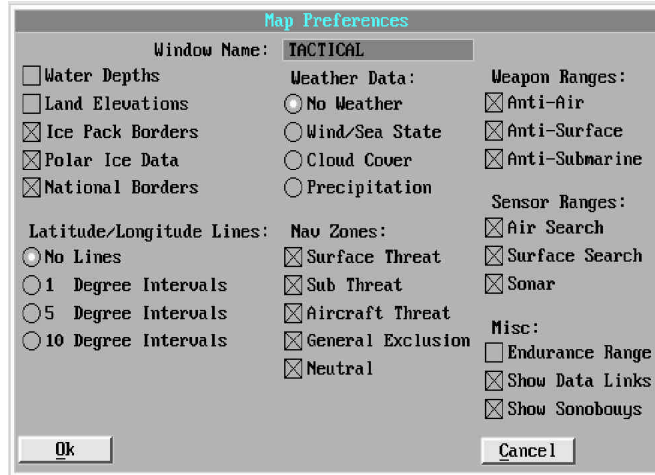 Map Preferences
Window Name: TACTICAL
Water Depths
Land Elevations
Ice Pack Borders
Polar Ice Data
National Borders
Latitude/Longitude Lines:
No Lines
1 Degree Intervals
5 Degree Intervals
10 Degree Intervals
Weather Data:
No Weather
Wind/Sea State
Cloud Cover
Precipitation
Nav Zones:
Surface Threat
Sub Threat
Aircraft Threat
General Exclusion
Neutral
Weapon Ranges:
Anti-Air
Anti-Surface
Anti-Submarine
Sensor Ranges:
Air Search
Surface Search
Sonar
Misc:
Endurance Range
Show Data Links
Show Sonobouys
Ok
Cancel